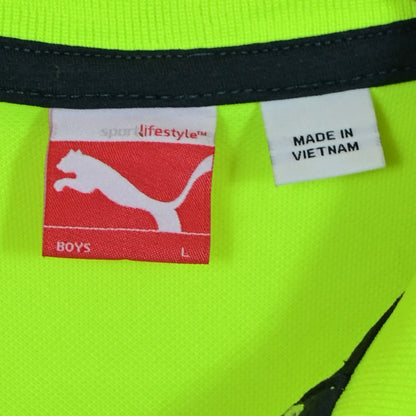 sportlifestyle™
BOYS L
MADE IN
VIETNAM